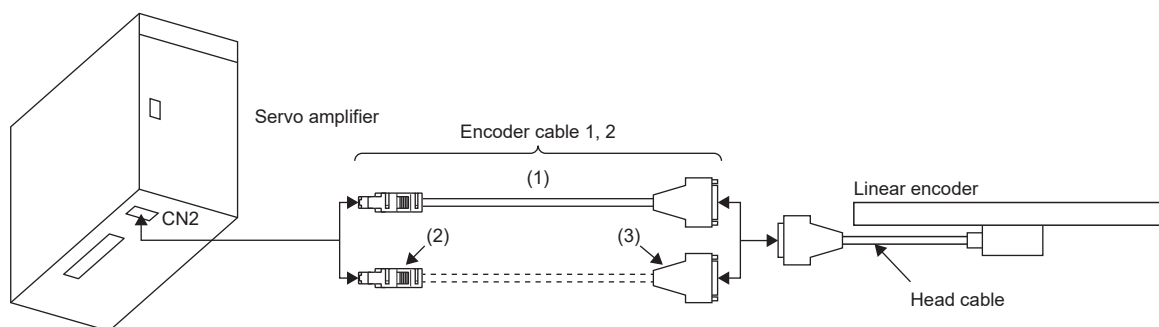 Servo amplifier
Encoder cable 1, 2
(1)
Linear encoder
CN2
(2)
(3)
Head cable